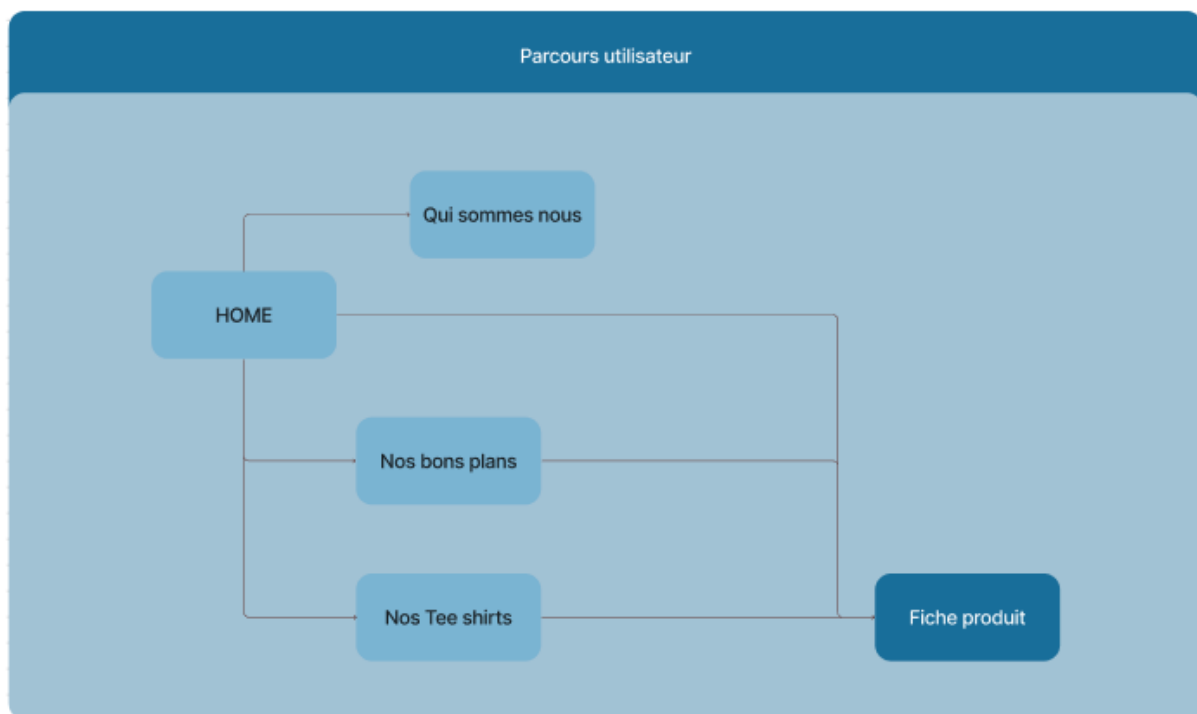 Parcours utilisateur
Qui sommes nous
HOME
Nos bons plans
Nos Tee shirts
Fiche produit